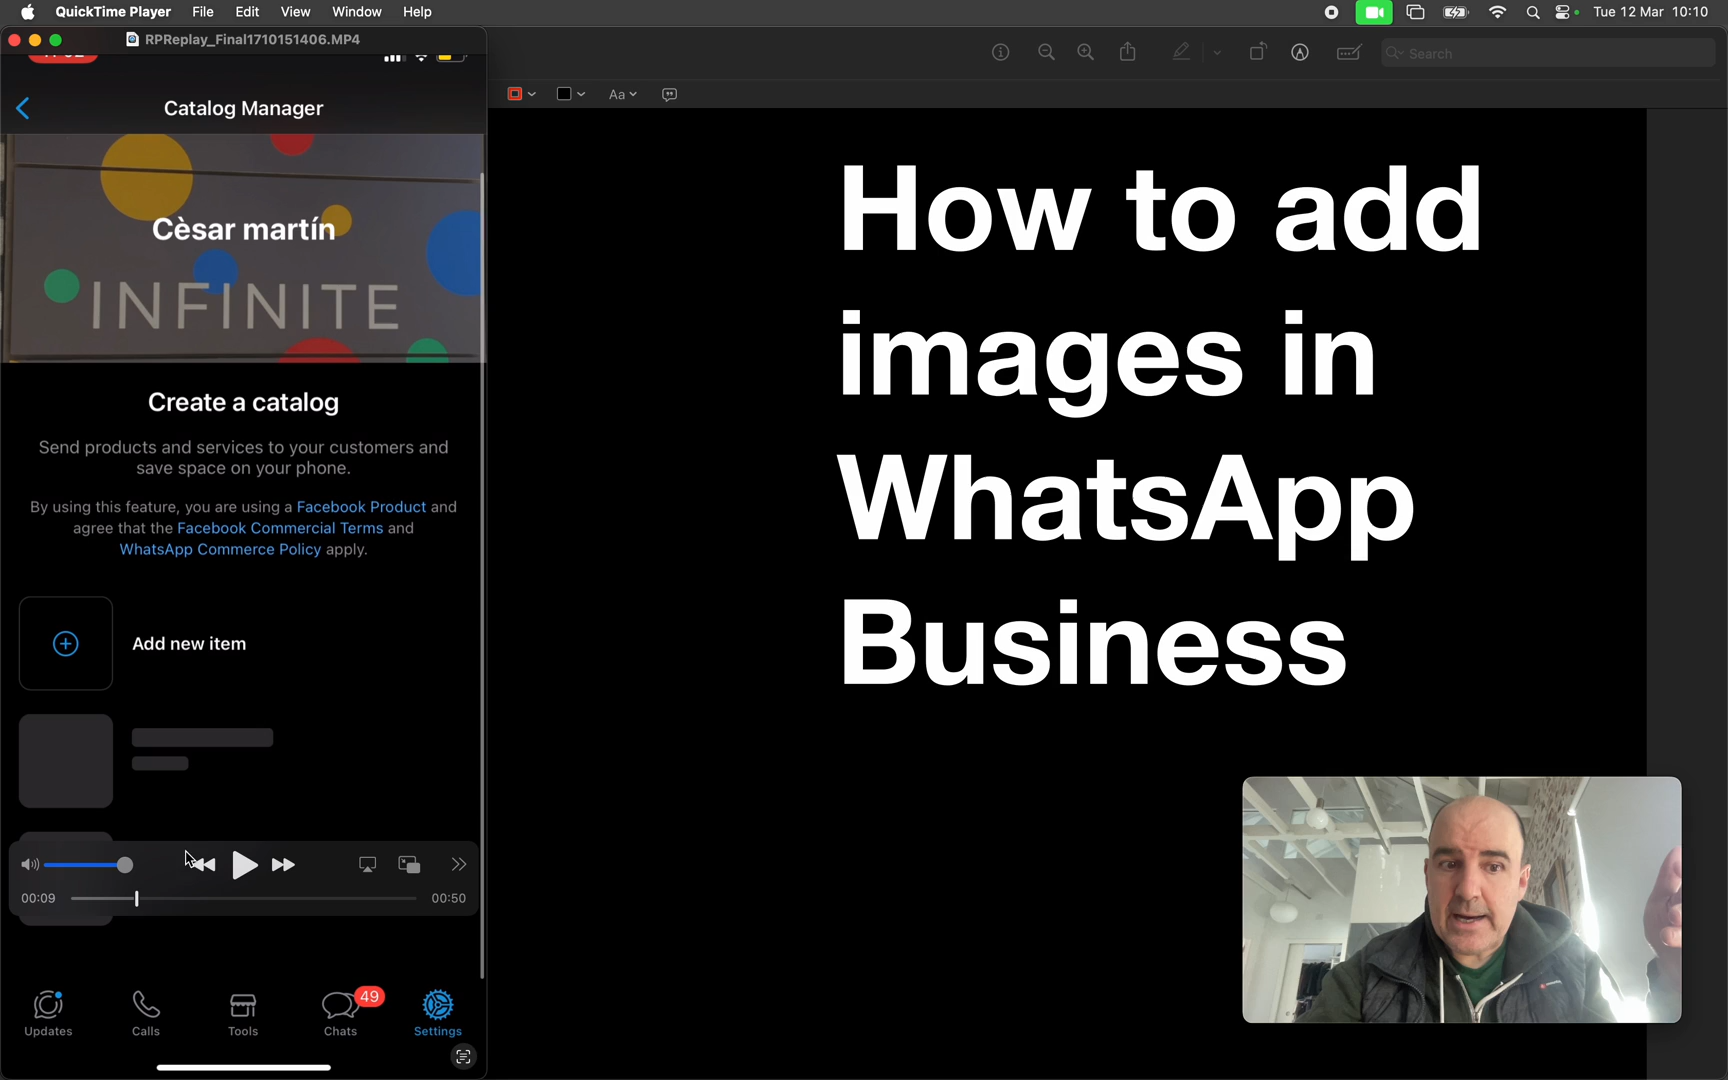 QuickTime Player File Edit View Window Help
Tue 12 Mar 10:10
RPReplay_Final1710151406.MP4
Search
Aa
Catalog Manager
Cèsar martín
INFINITE
Create a catalog
Send products and services to your customers and
save space on your phone.
By using this feature, you are using a Facebook Product and
agree that the Facebook Commercial Terms and
WhatsApp Commerce Policy apply.
Add new item
00:09
00:50
Updates
Calls
Tools
49
Chats
Settings
How to add
images in
WhatsApp
Business